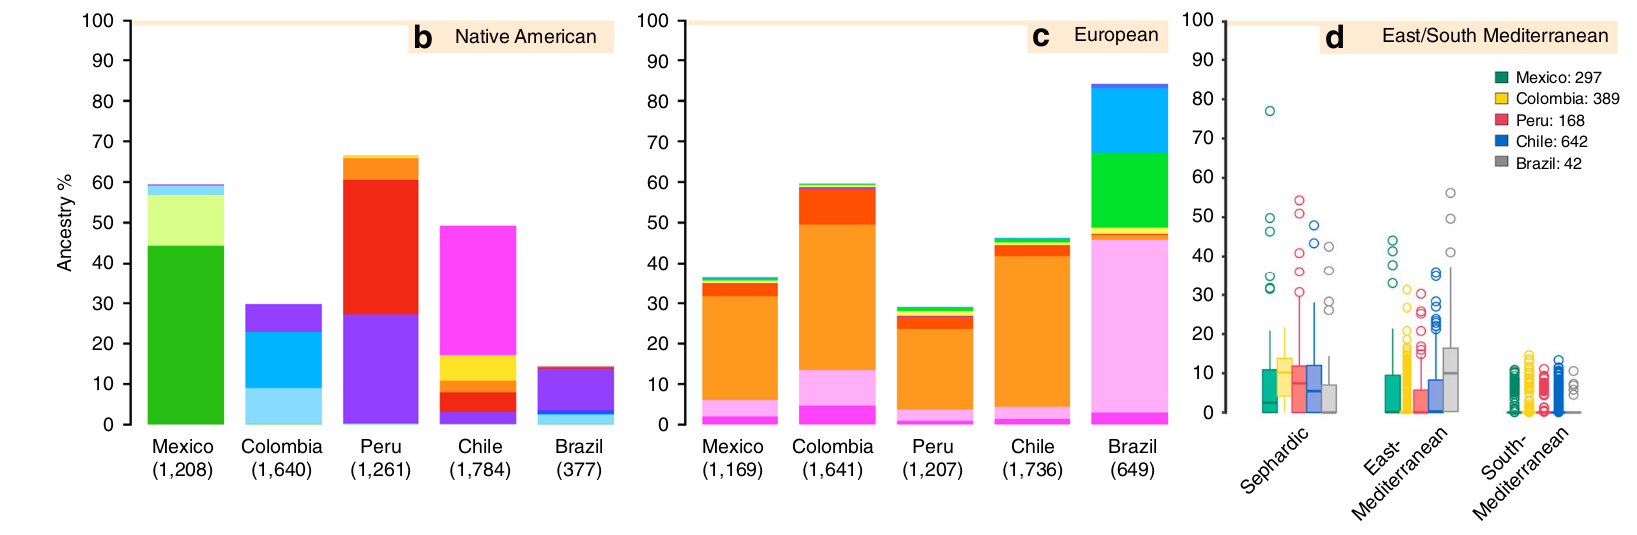 Ancestry %
100
90
80
70
60
50
40
30
20
10
0
b Native American
Mexico
(1,208)
Colombia
(1,640)
Peru
(1,261)
Chile
(1,784)
Brazil
(377)
100
90
80
70
60
50
40
30
20
10
0
c European
Mexico
(1,169)
Colombia
(1,641)
Peru
(1,207)
Chile
(1,736)
Brazil
(649)
100
90
80
70
60
50
40
30
20
10
0
d East/South Mediterranean
Mexico: 297
Colombia: 389
Peru: 168
Chile: 642
Brazil: 42
Sephardic
East-
Mediterranean
South-
Mediterranean